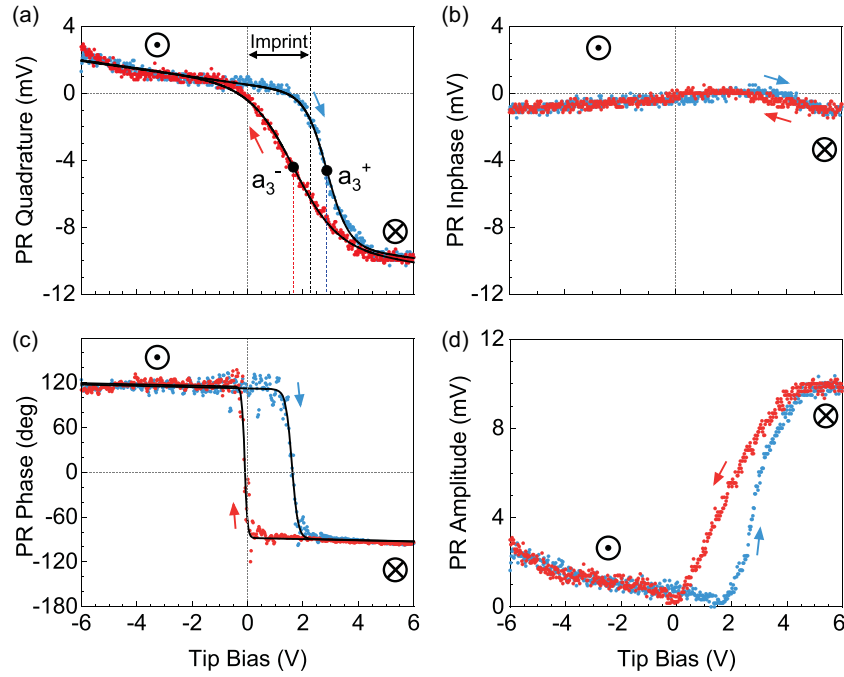 (a)
4
0
-4
-8
-12
PR Quadrature (mV)
Imprint
a3-
a3+
(b)
4
0
-4
-8
-12
PR Inphase (mV)
(c)
120
60
0
-60
-120
-180
PR Phase (deg)
-6 -4 -2 0 2 4 6
Tip Bias (V)
(d)
12
8
4
0
PR Amplitude (mV)
-6 -4 -2 0 2 4 6
Tip Bias (V)